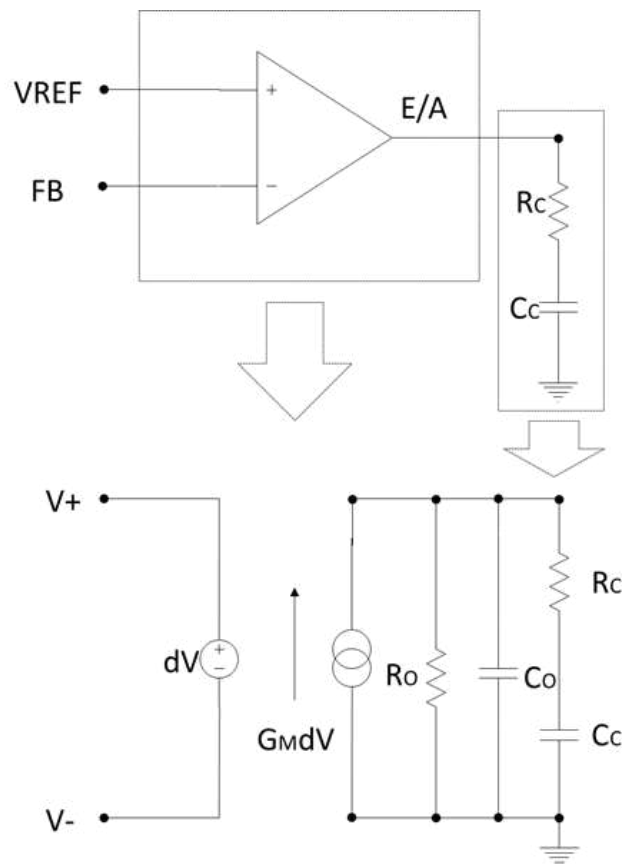 VREF
+
E/A
FB
−
RC
CC
V+
RC
+
dV
−
RO
CO
GMdV
CC
V-